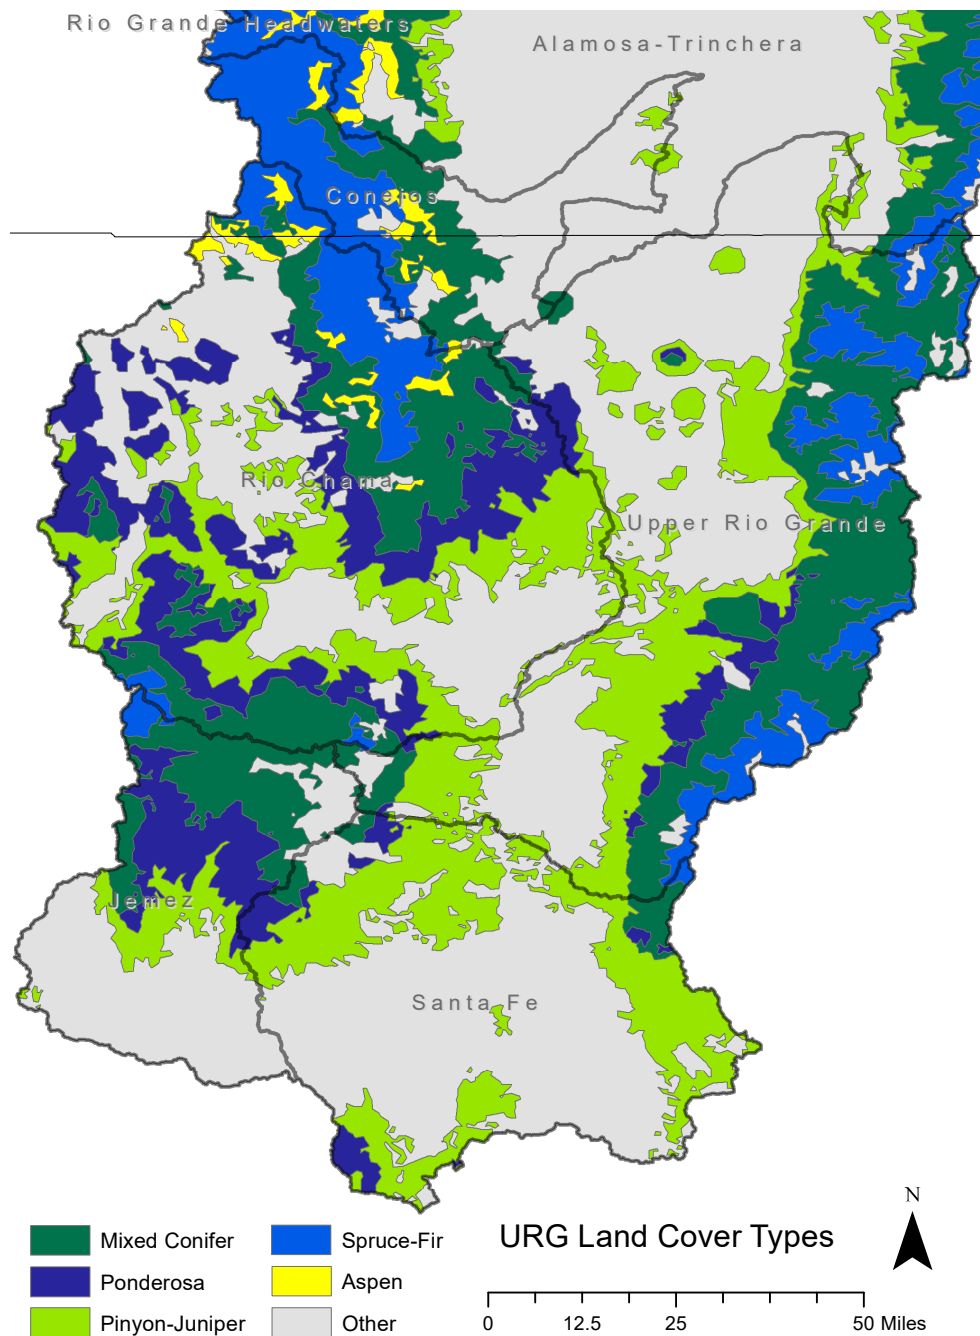 Rio Grande Headwaters
Alamosa-Trinchera
Conejos
Rio Chama
Upper Rio Grande
Jemez
Santa Fe
N
URG Land Cover Types
Mixed Conifer
Spruce-Fir
Ponderosa
Aspen
Pinyon-Juniper
Other
0 12.5 25 50 Miles